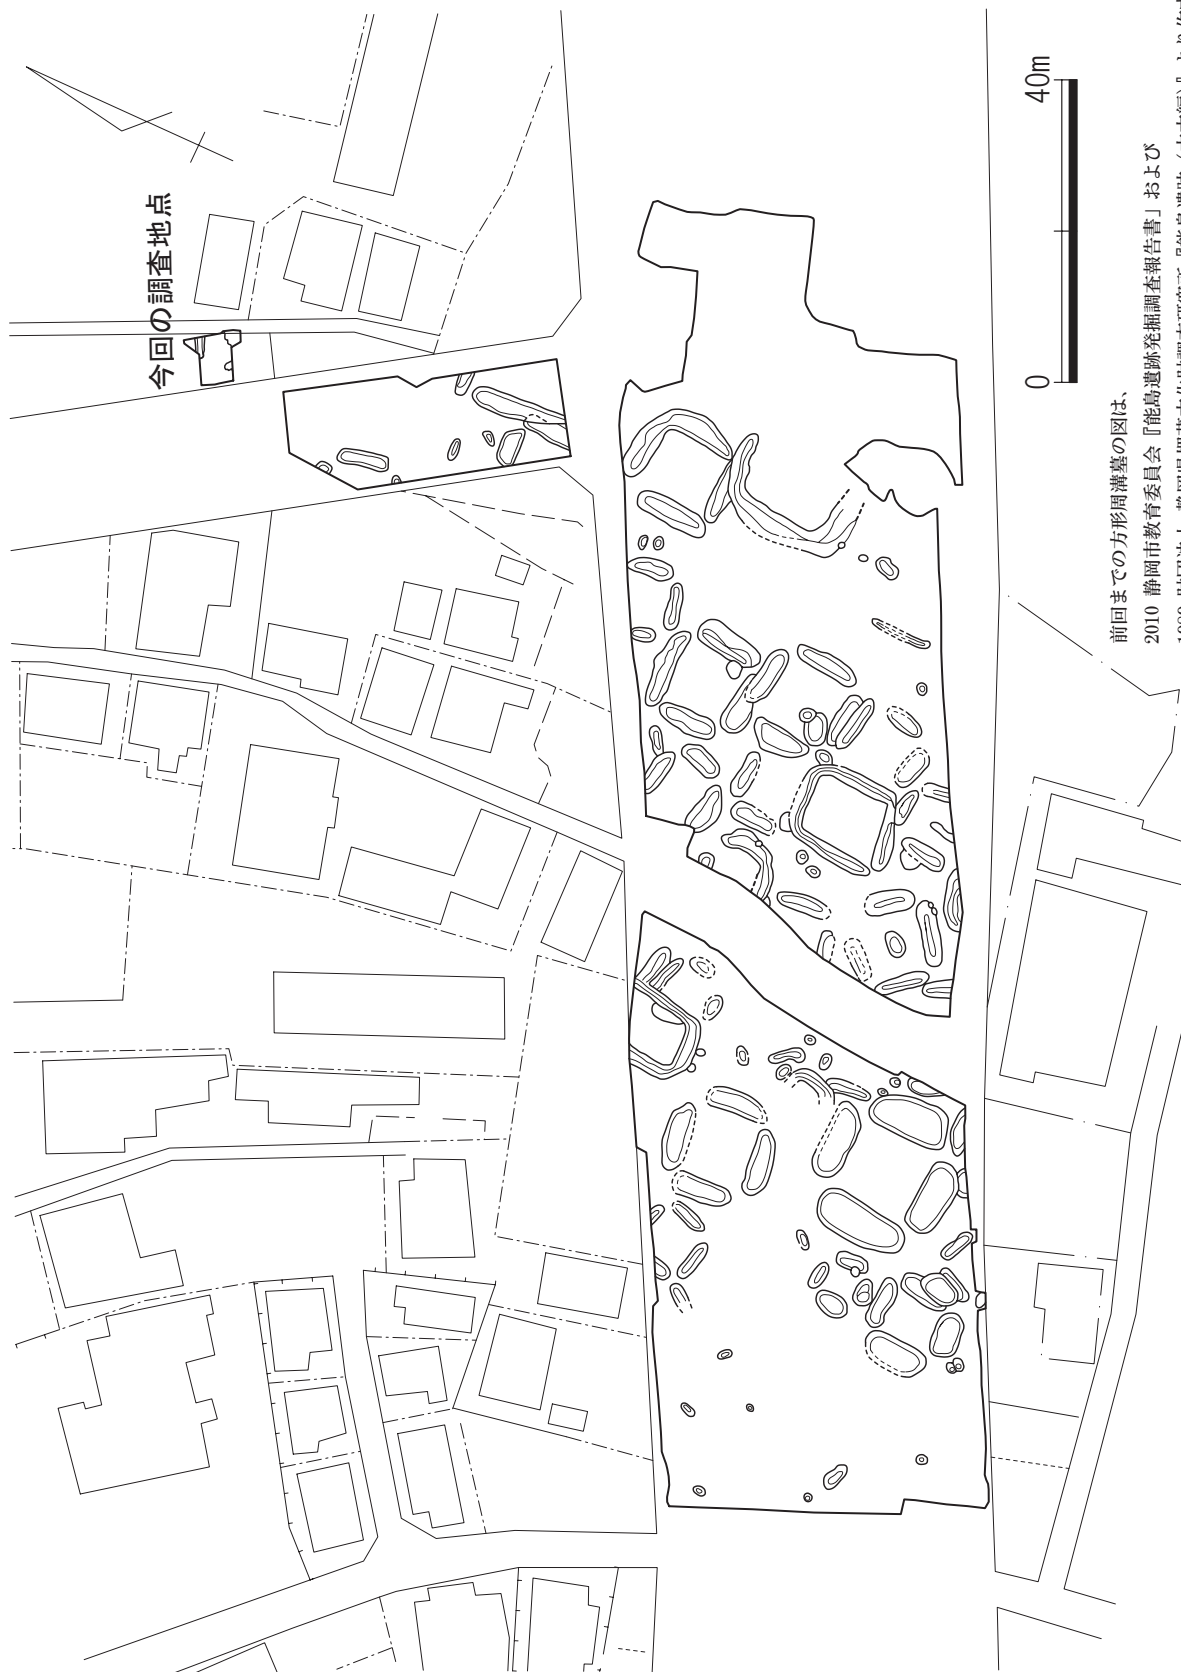 今回の調査地点
0 40m
前回までの方形周溝墓の図は、
2010 静岡市教育委員会『能島遺跡発掘調査報告書』および